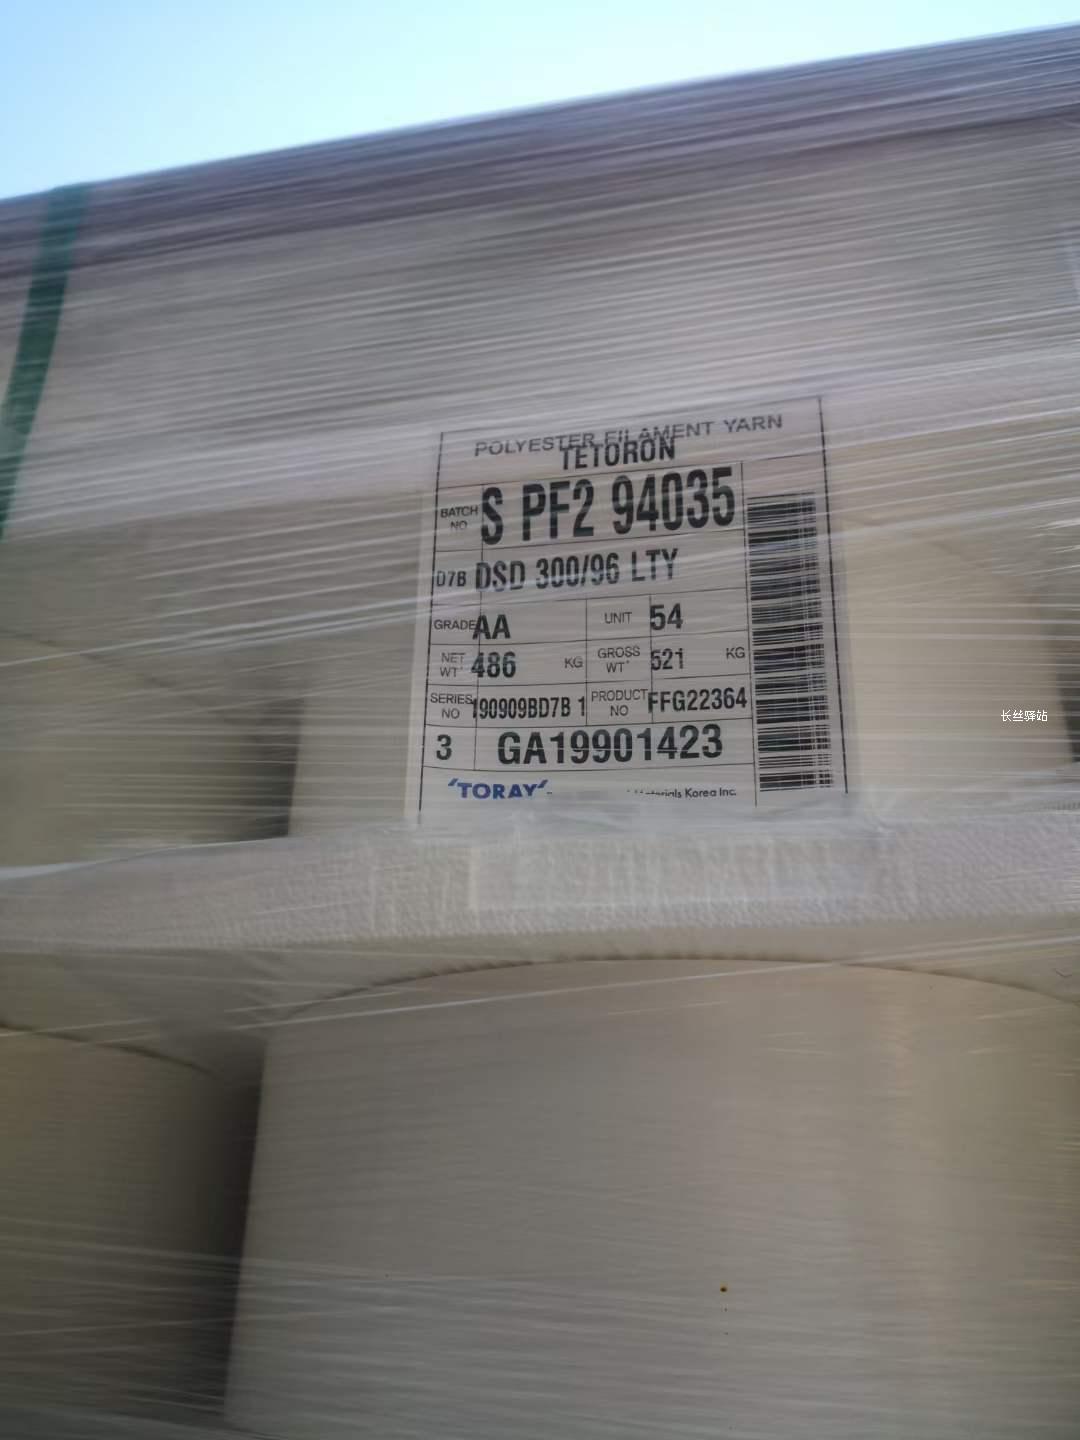 POLYESTER FILAMENT YARN
TETORON
BATCH NO S PF2 94035
D7B DSD 300/96 LTY
GRADE AA UNIT 54
NET WT' 486 KG GROSS WT' 521 KG
SERIES NO 190909BD7B 1 PRODUCT NO FFG22364
3 GA19901423
'TORAY' Materials Korea Inc.
长丝驿站